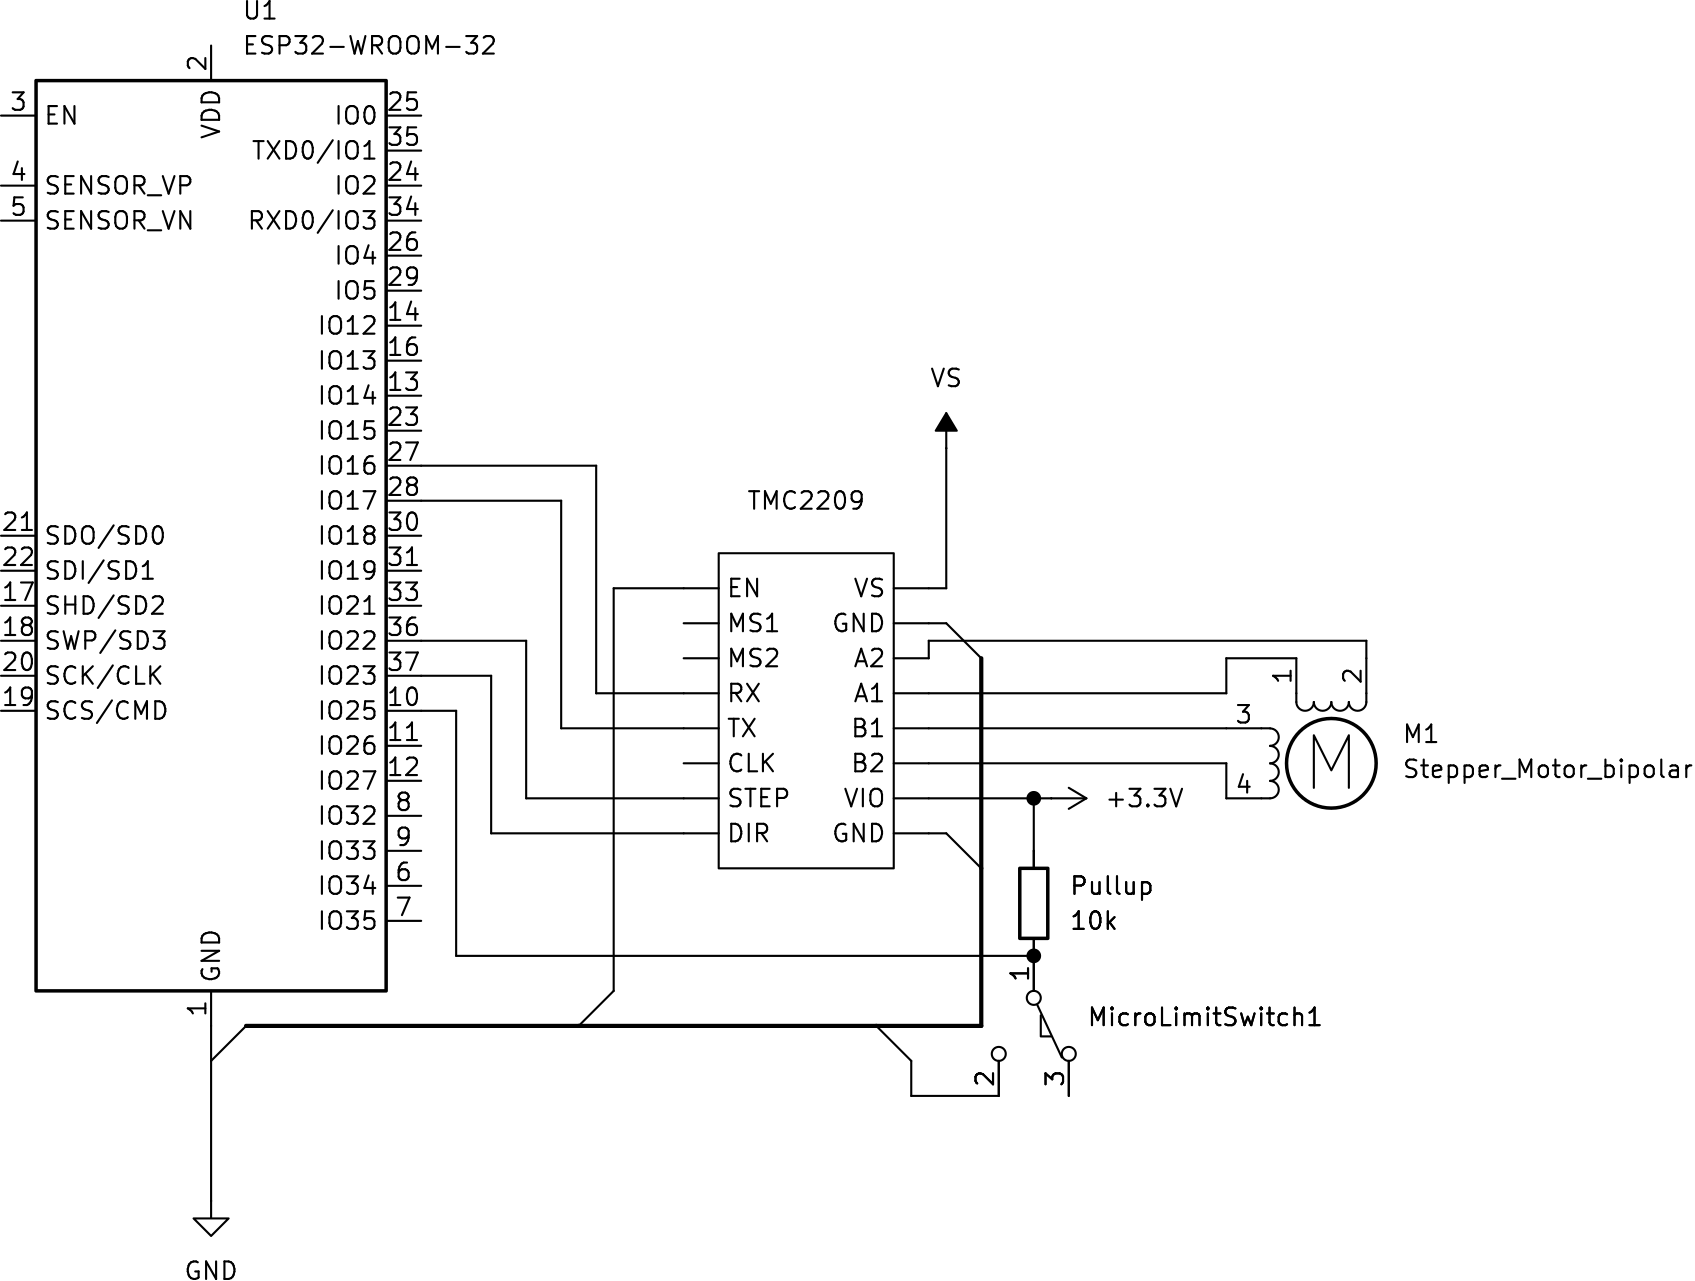 U1
ESP32-WROOM-32
2
VDD
3
EN
4
SENSOR_VP
5
SENSOR_VN
21
SDO/SD0
22
SDI/SD1
17
SHD/SD2
18
SWP/SD3
20
SCK/CLK
19
SCS/CMD
IO0
25
TXD0/IO1
35
IO2
24
RXD0/IO3
34
IO4
26
IO5
29
IO12
14
IO13
16
IO14
13
IO15
23
IO16
27
IO17
28
IO18
30
IO19
31
IO21
33
IO22
36
IO23
37
IO25
10
IO26
11
IO27
12
IO32
8
IO33
9
IO34
6
IO35
7
GND
1
GND
TMC2209
EN
MS1
MS2
RX
TX
CLK
STEP
DIR
VS
GND
A2
A1
B1
B2
VIO
GND
VS
1
2
3
4
M
M1
Stepper_Motor_bipolar
+3.3V
Pullup
10k
1
MicroLimitSwitch1
2
3